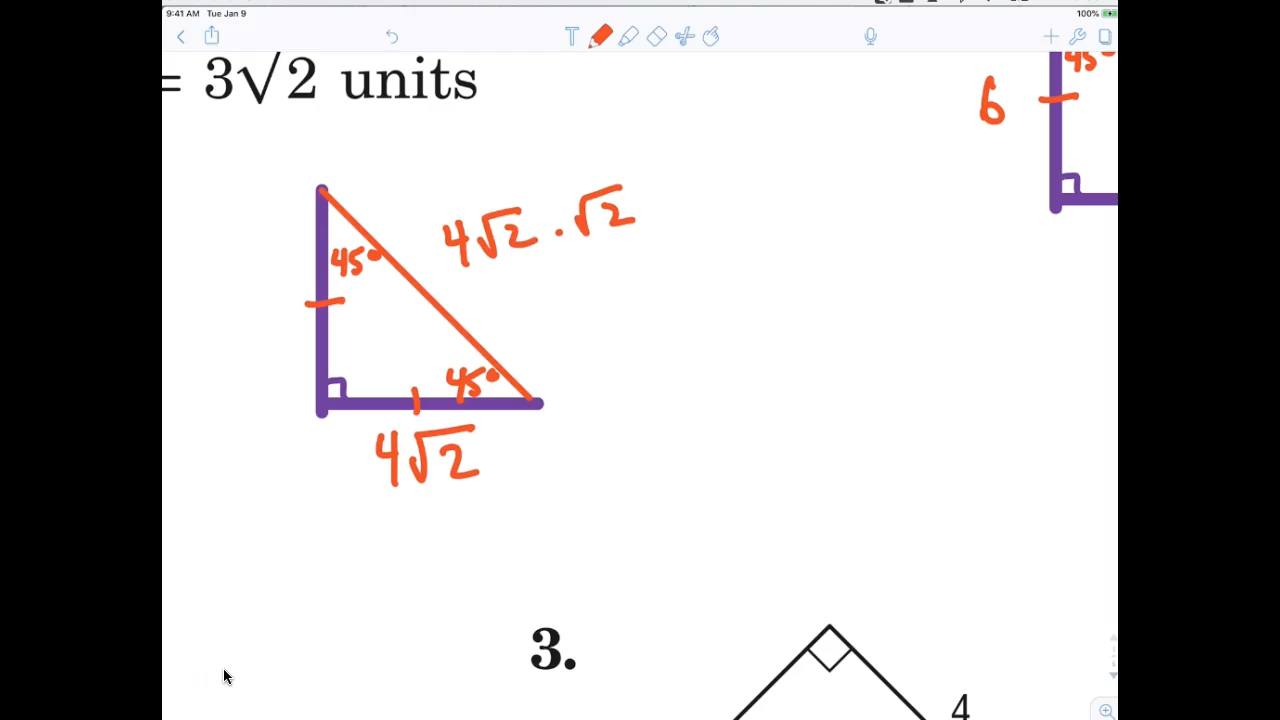 9:41 AM Tue Jan 9
100%
T
= 3√2 units
45°
6
4√2 · √2
45°
45°
4√2
3.
4